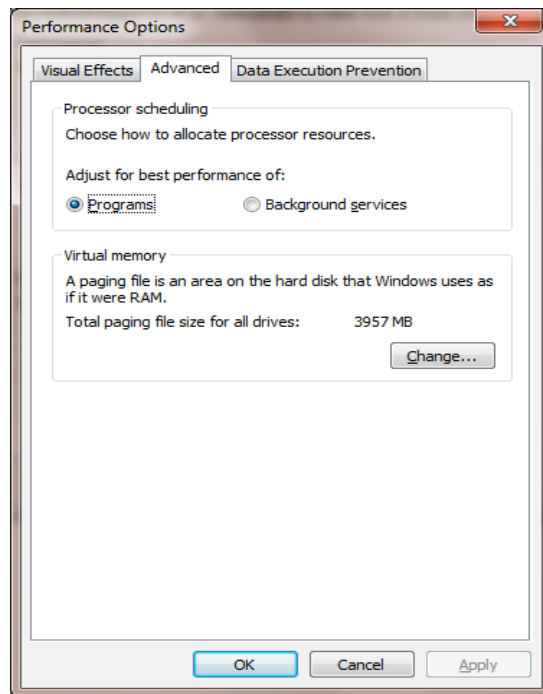 Performance Options
Visual Effects Advanced Data Execution Prevention
Processor scheduling
Choose how to allocate processor resources.
Adjust for best performance of:
Programs Background services
Virtual memory
A paging file is an area on the hard disk that Windows uses as
if it were RAM.
Total paging file size for all drives: 3957 MB
Change...
OK Cancel Apply